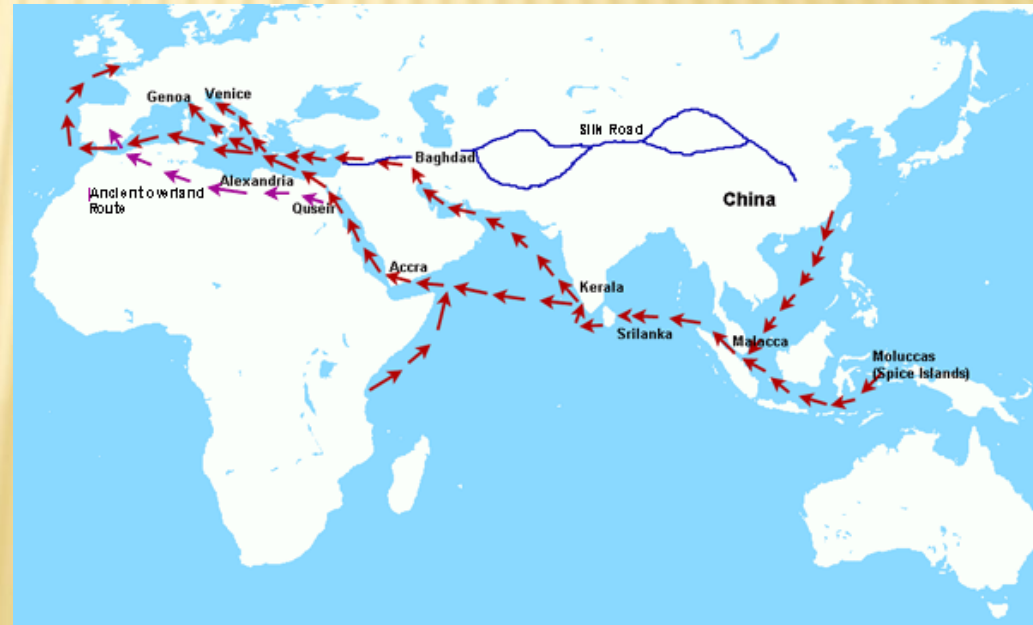 Genoa
Venice
Silk Road
Baghdad
China
Alexandria
Ancient overland
Route
Quseir
Accra
Kerala
Srilanka
Malacca
Moluccas
(Spice Islands)